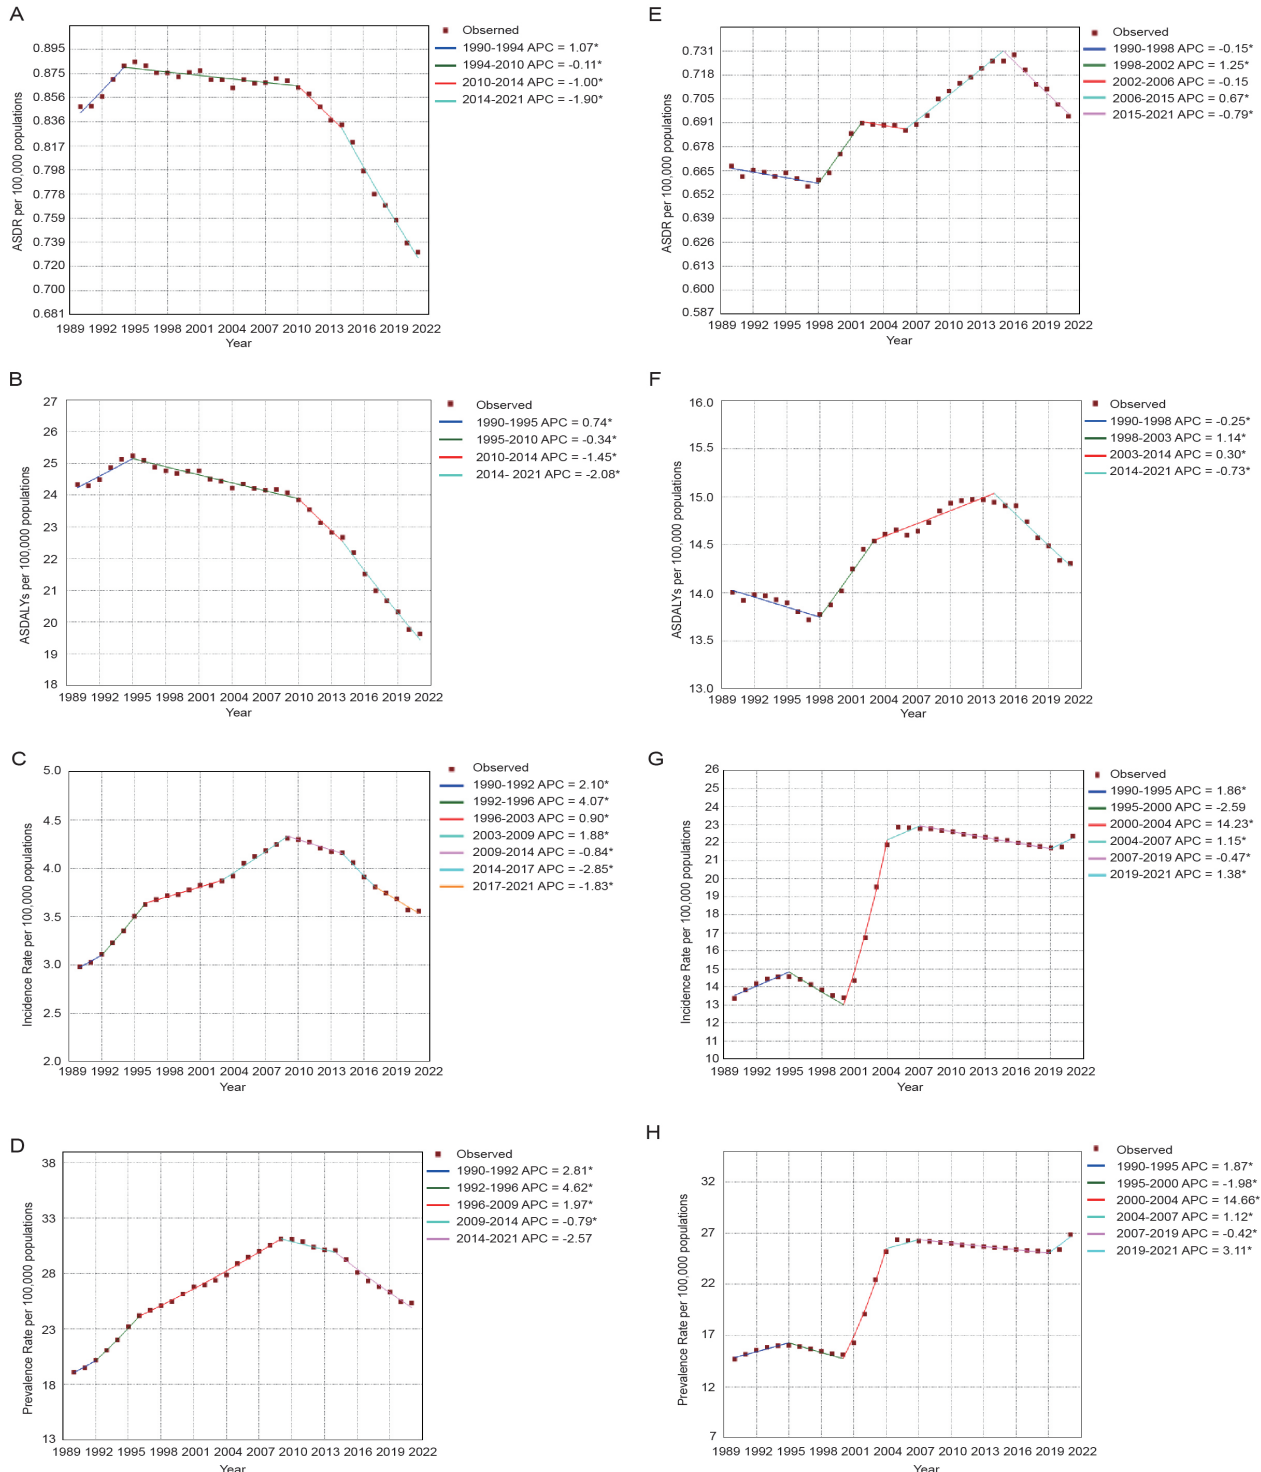 A
Obserned
1990-1994 APC = 1.07*
1994-2010 APC = -0.11*
2010-2014 APC = -1.00*
2014-2021 APC = -1.90*
0.895
0.875
0.856
0.836
0.817
0.798
0.778
0.759
0.739
0.720
0.700
0.681
ASDR per 100,000 populations
1989 1992 1995 1998 2001 2004 2007 2010 2013 2016 2019 2022
Year
E
Observed
1990-1998 APC = -0.15*
1998-2002 APC = 1.25*
2002-2006 APC = -0.15
2006-2015 APC = 0.67*
2015-2021 APC = -0.79*
0.731
0.718
0.705
0.691
0.678
0.665
0.652
0.639
0.626
0.613
0.600
0.587
ASDR per 100,000 populations
1989 1992 1995 1998 2002 2004 2007 2010 2013 2016 2019 2022
Year
B
Observed
1990-1995 APC = 0.74*
1995-2010 APC = -0.34*
2010-2014 APC = -1.45*
2014- 2021 APC = -2.08*
27
26
25
24
23
22
21
20
19
18
ASDALYs per 100,000 populations
1989 1992 1995 1998 2001 2004 2007 2010 2013 2016 2019 2022
Year
F
Observed
1990-1998 APC = -0.25*
1998-2003 APC = 1.14*
2003-2014 APC = 0.30*
2014-2021 APC = -0.73*
16.0
15.5
15.0
14.5
14.0
13.5
13.0
ASDALYs per 100,000 populations
1989 1992 1995 1998 2001 2004 2007 2010 2013 2016 2019 2022
Year
C
Observed
1990-1992 APC = 2.10*
1992-1996 APC = 4.07*
1996-2003 APC = 0.90*
2003-2009 APC = 1.88*
2009-2014 APC = -0.84*
2014-2017 APC = -2.85*
2017-2021 APC = -1.83*
5.0
4.5
4.0
3.5
3.0
2.5
2.0
Incidence Rate per 100,000 populations
1989 1992 1995 1998 2001 2004 2007 2010 2013 2016 2019 2022
Year
G
Observed
1990-1995 APC = 1.86*
1995-2000 APC = -2.59
2000-2004 APC = 14.23*
2004-2007 APC = 1.15*
2007-2019 APC = -0.47*
2019-2021 APC = 1.38*
26
25
24
23
22
21
20
19
18
17
16
15
14
13
12
11
10
Incidence Rate per 100,000 populations
1989 1992 1995 1998 2001 2004 2007 2010 2013 2016 2019 2022
Year
D
Observed
1990-1992 APC = 2.81*
1992-1996 APC = 4.62*
1996-2009 APC = 1.97*
2009-2014 APC = -0.79*
2014-2021 APC = -2.57
38
33
28
23
18
13
Prevalence Rate per 100,000 populations
1989 1992 1995 1998 2001 2004 2007 2010 2013 2016 2019 2022
Year
H
Observed
1990-1995 APC = 1.87*
1995-2000 APC = -1.98*
2000-2004 APC = 14.66*
2004-2007 APC = 1.12*
2007-2019 APC = -0.42*
2019-2021 APC = 3.11*
32
27
22
17
12
7
Prevalence Rate per 100,000 populations
1989 1992 1995 1998 2001 2004 2007 2010 2013 2016 2019 2022
Year